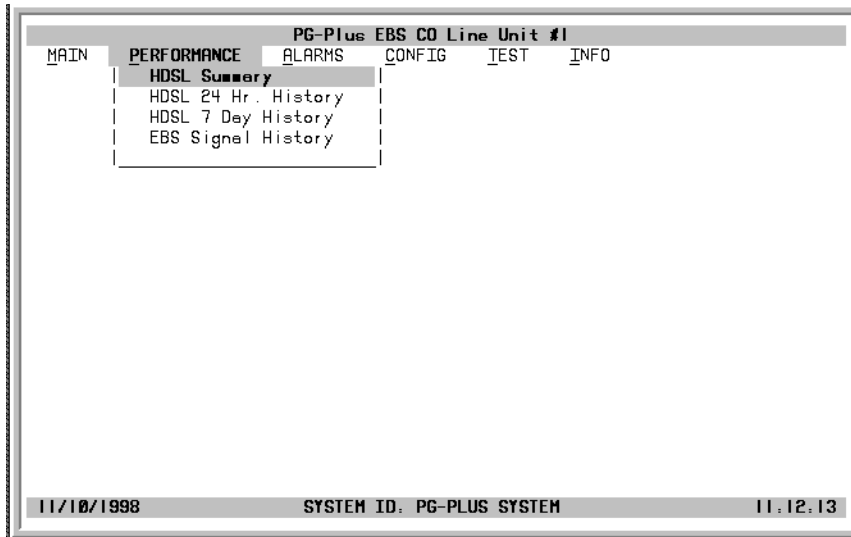 PG-Plus EBS CO Line Unit #1
MAIN PERFORMANCE ALARMS CONFIG TEST INFO
HDSL Summary
HDSL 24 Hr. History
HDSL 7 Day History
EBS Signal History
11/10/1998 SYSTEM ID: PG-PLUS SYSTEM 11:12:13